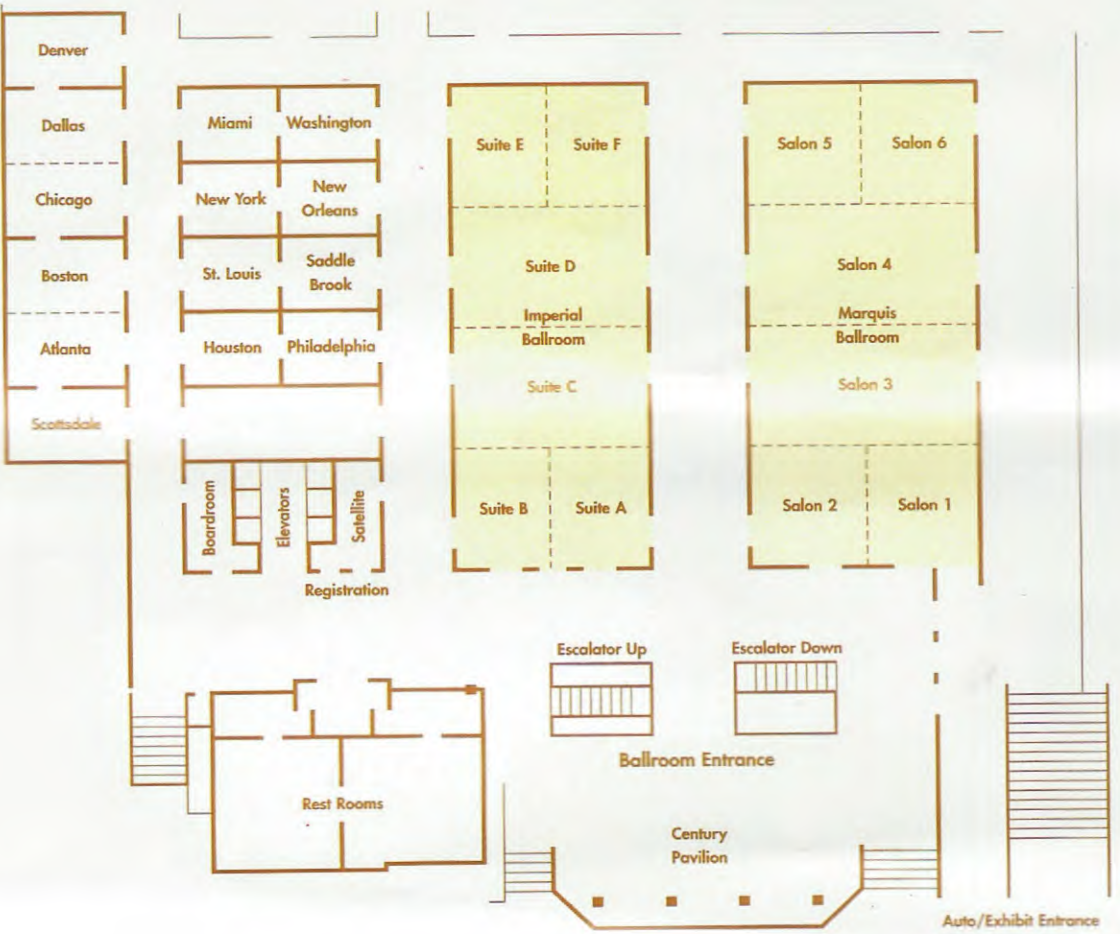 Denver
Dallas
Chicago
Boston
Atlanta
Scottsdale
Miami
Washington
New York
New
Orleans
St. Louis
Saddle
Brook
Houston
Philadelphia
Boardroom
Elevators
Satellite
Registration
Suite E
Suite F
Suite D
Imperial
Ballroom
Suite C
Suite B
Suite A
Salon 5
Salon 6
Salon 4
Marquis
Ballroom
Salon 3
Salon 2
Salon 1
Escalator Up
Escalator Down
Ballroom Entrance
Rest Rooms
Century
Pavilion
Auto/Exhibit Entrance